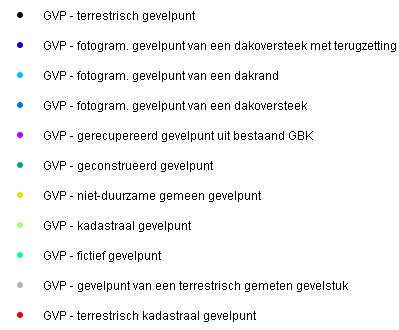 GVP - terrestrisch gevelpunt
GVP - fotogram. gevelpunt van een dakoversteek met terugzetting
GVP - fotogram. gevelpunt van een dakrand
GVP - fotogram. gevelpunt van een dakoversteek
GVP - gerecupereerd gevelpunt uit bestaand GBK
GVP - geconstrueerd gevelpunt
GVP - niet-duurzame gemeen gevelpunt
GVP - kadastraal gevelpunt
GVP - fictief gevelpunt
GVP - gevelpunt van een terrestrisch gemeten gevelstuk
GVP - terrestrisch kadastraal gevelpunt